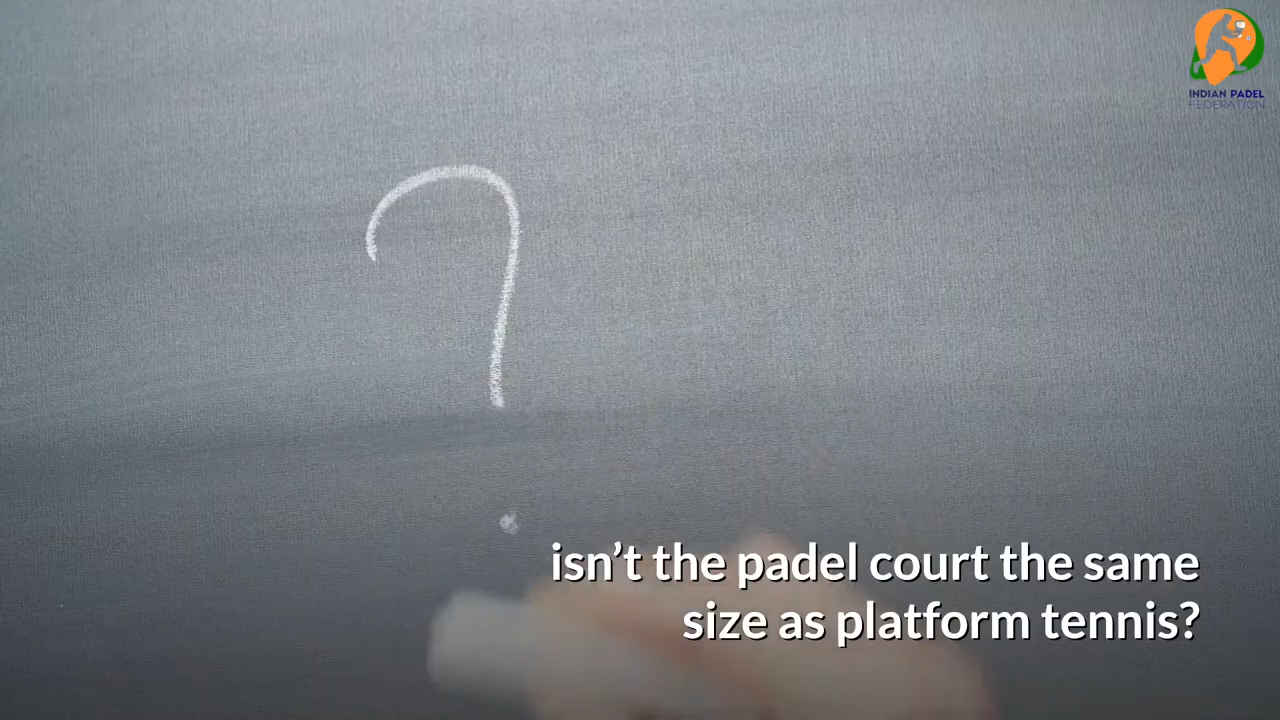 INDIAN PADEL
FEDERATION
?
isn’t the padel court the same
size as platform tennis?